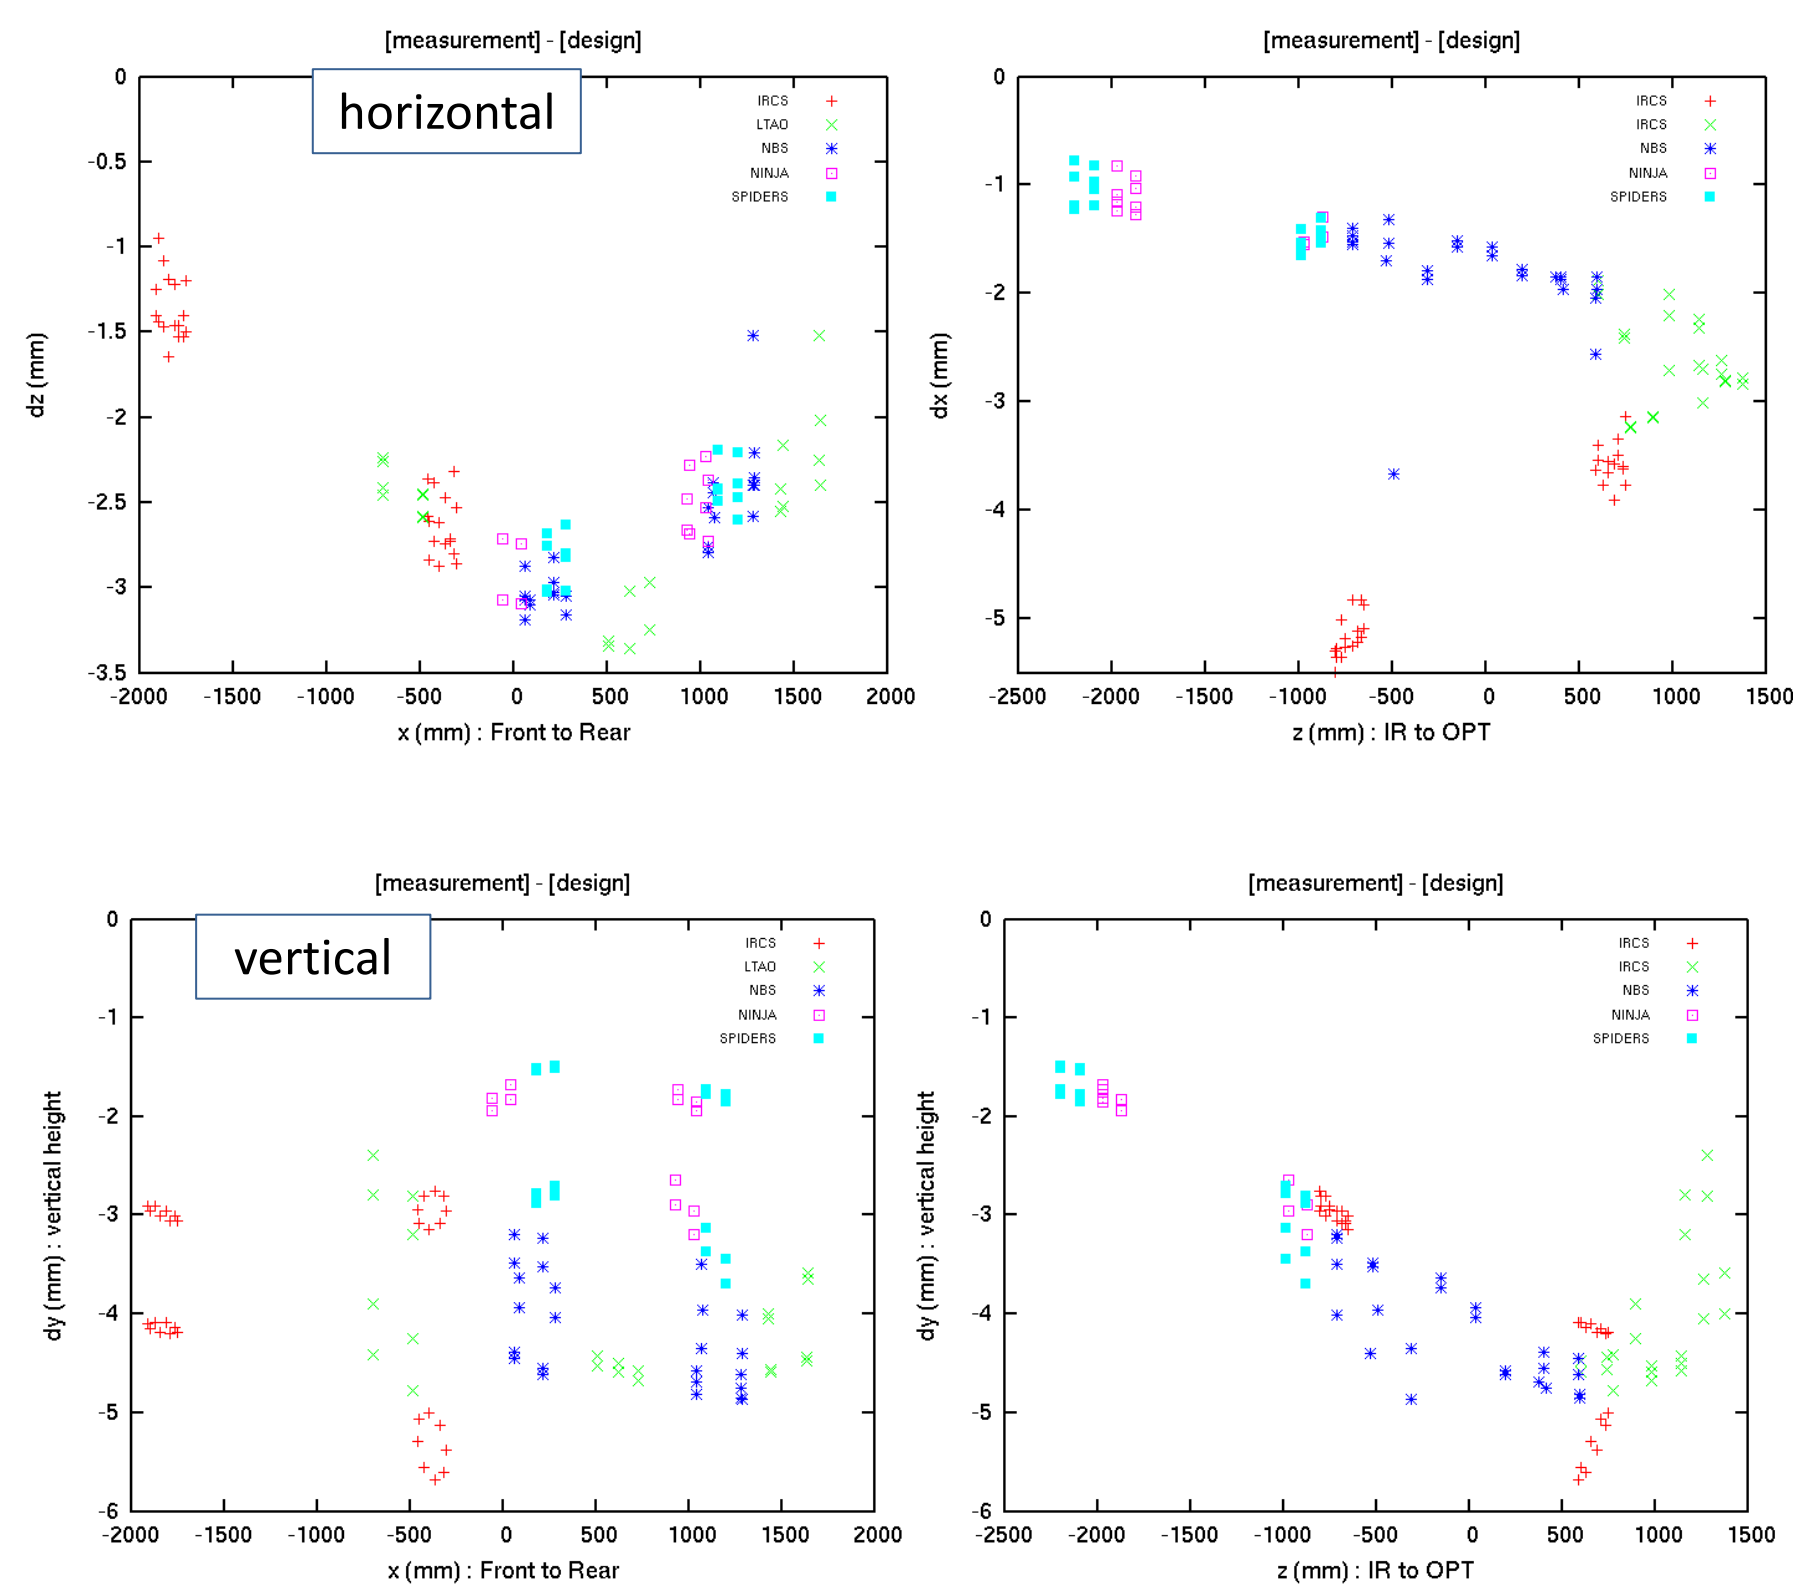 [measurement] - [design]
horizontal
0
-0.5
-1
-1.5
-2
-2.5
-3
-3.5
dz (mm)
IRCS
LTAO
NBS
NINJA
SPIDERS
-2000 -1500 -1000 -500 0 500 1000 1500 2000
x (mm) : Front to Rear
[measurement] - [design]
0
-1
-2
-3
-4
-5
dx (mm)
IRCS
IRCS
NBS
NINJA
SPIDERS
-2500 -2000 -1500 -1000 -500 0 500 1000 1500
z (mm) : IR to OPT
[measurement] - [design]
vertical
0
-1
-2
-3
-4
-5
-6
dy (mm) : vertical height
IRCS
LTAO
NBS
NINJA
SPIDERS
-2000 -1500 -1000 -500 0 500 1000 1500 2000
x (mm) : Front to Rear
[measurement] - [design]
0
-1
-2
-3
-4
-5
-6
dy (mm) : vertical height
IRCS
IRCS
NBS
NINJA
SPIDERS
-2500 -2000 -1500 -1000 -500 0 500 1000 1500
z (mm) : IR to OPT